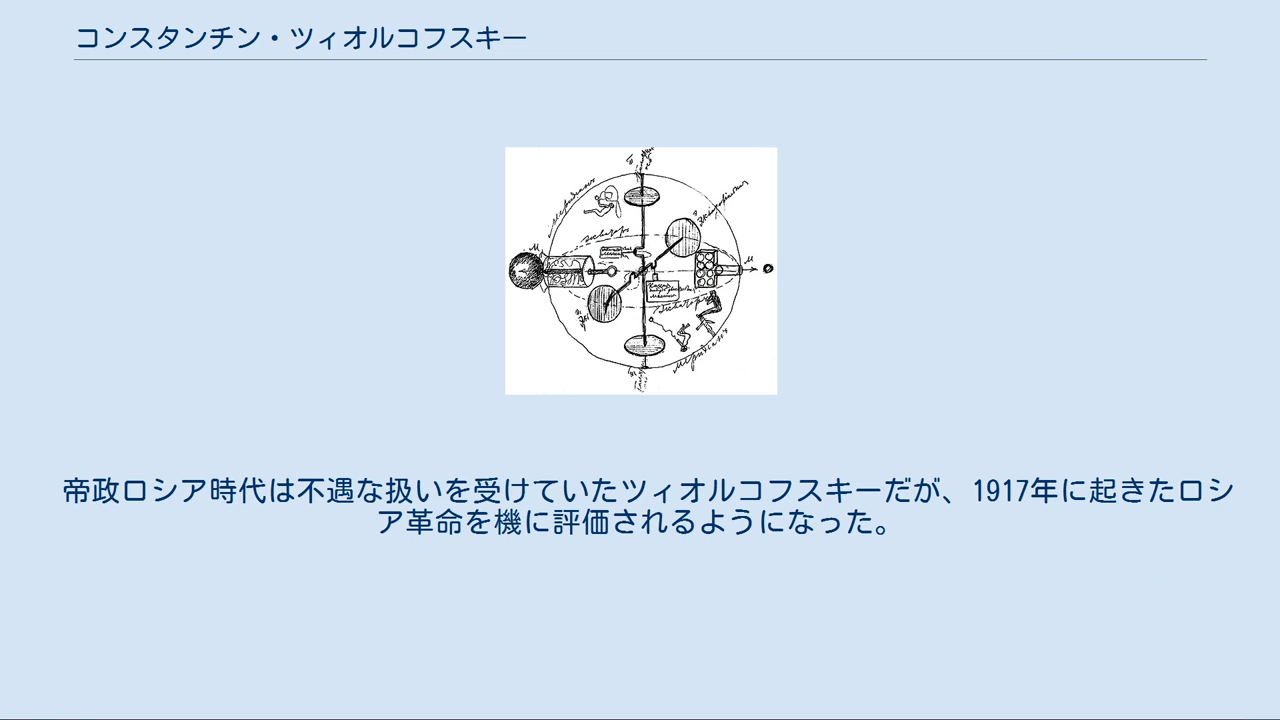 コンスタンチン・ツィオルコフスキー
帝政ロシア時代は不遇な扱いを受けていたツィオルコフスキーだが、1917年に起きたロシ
ア革命を機に評価されるようになった。